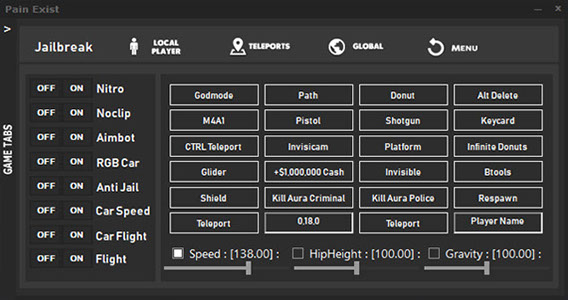 Pain Exist
>
GAME TABS
Jailbreak
LOCAL
PLAYER
TELEPORTS
GLOBAL
MENU
OFF ON Nitro
OFF ON Noclip
OFF ON Aimbot
OFF ON RGB Car
OFF ON Anti Jail
OFF ON Car Speed
OFF ON Car Flight
OFF ON Flight
Godmode Path Donut Alt Delete
M4A1 Pistol Shotgun Keycard
CTRL Teleport Invisicam Platform Infinite Donuts
Glider +$1,000,000 Cash Invisible Btools
Shield Kill Aura Criminal Kill Aura Police Respawn
Teleport 0,18,0 Teleport Player Name
Speed : [138.00] : HipHeight : [100.00] : Gravity : [100.00] :